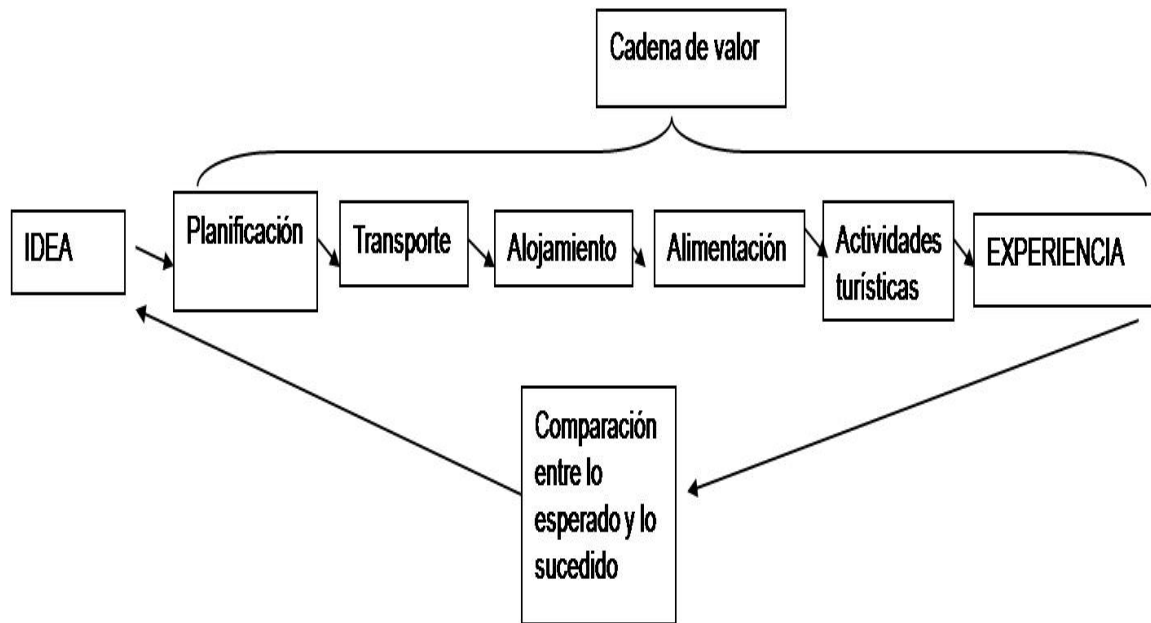 Cadena de valor
IDEA
Planificación
Transporte
Alojamiento
Alimentación
Actividades
turísticas
EXPERIENCIA
Comparación
entre lo
esperado y lo
sucedido